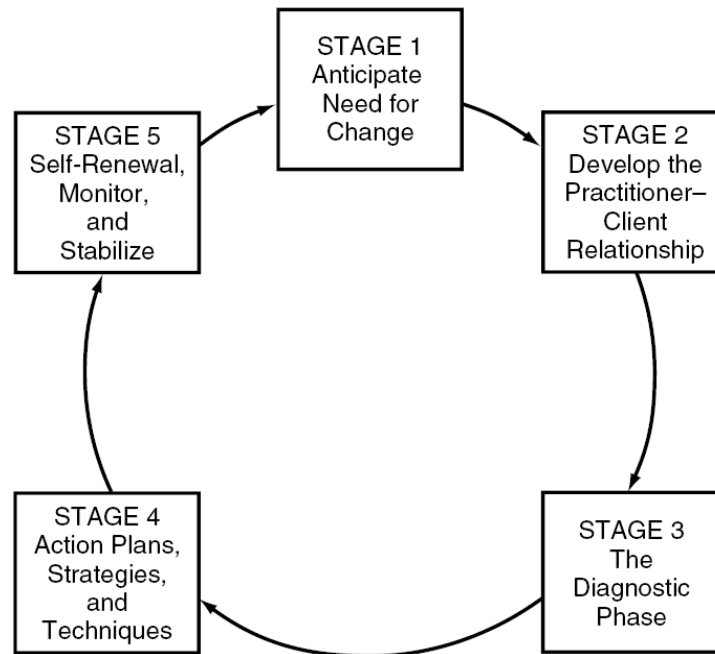 STAGE 1
Anticipate
Need for
Change
STAGE 2
Develop the
Practitioner–
Client
Relationship
STAGE 3
The
Diagnostic
Phase
STAGE 4
Action Plans,
Strategies,
and
Techniques
STAGE 5
Self-Renewal,
Monitor,
and
Stabilize